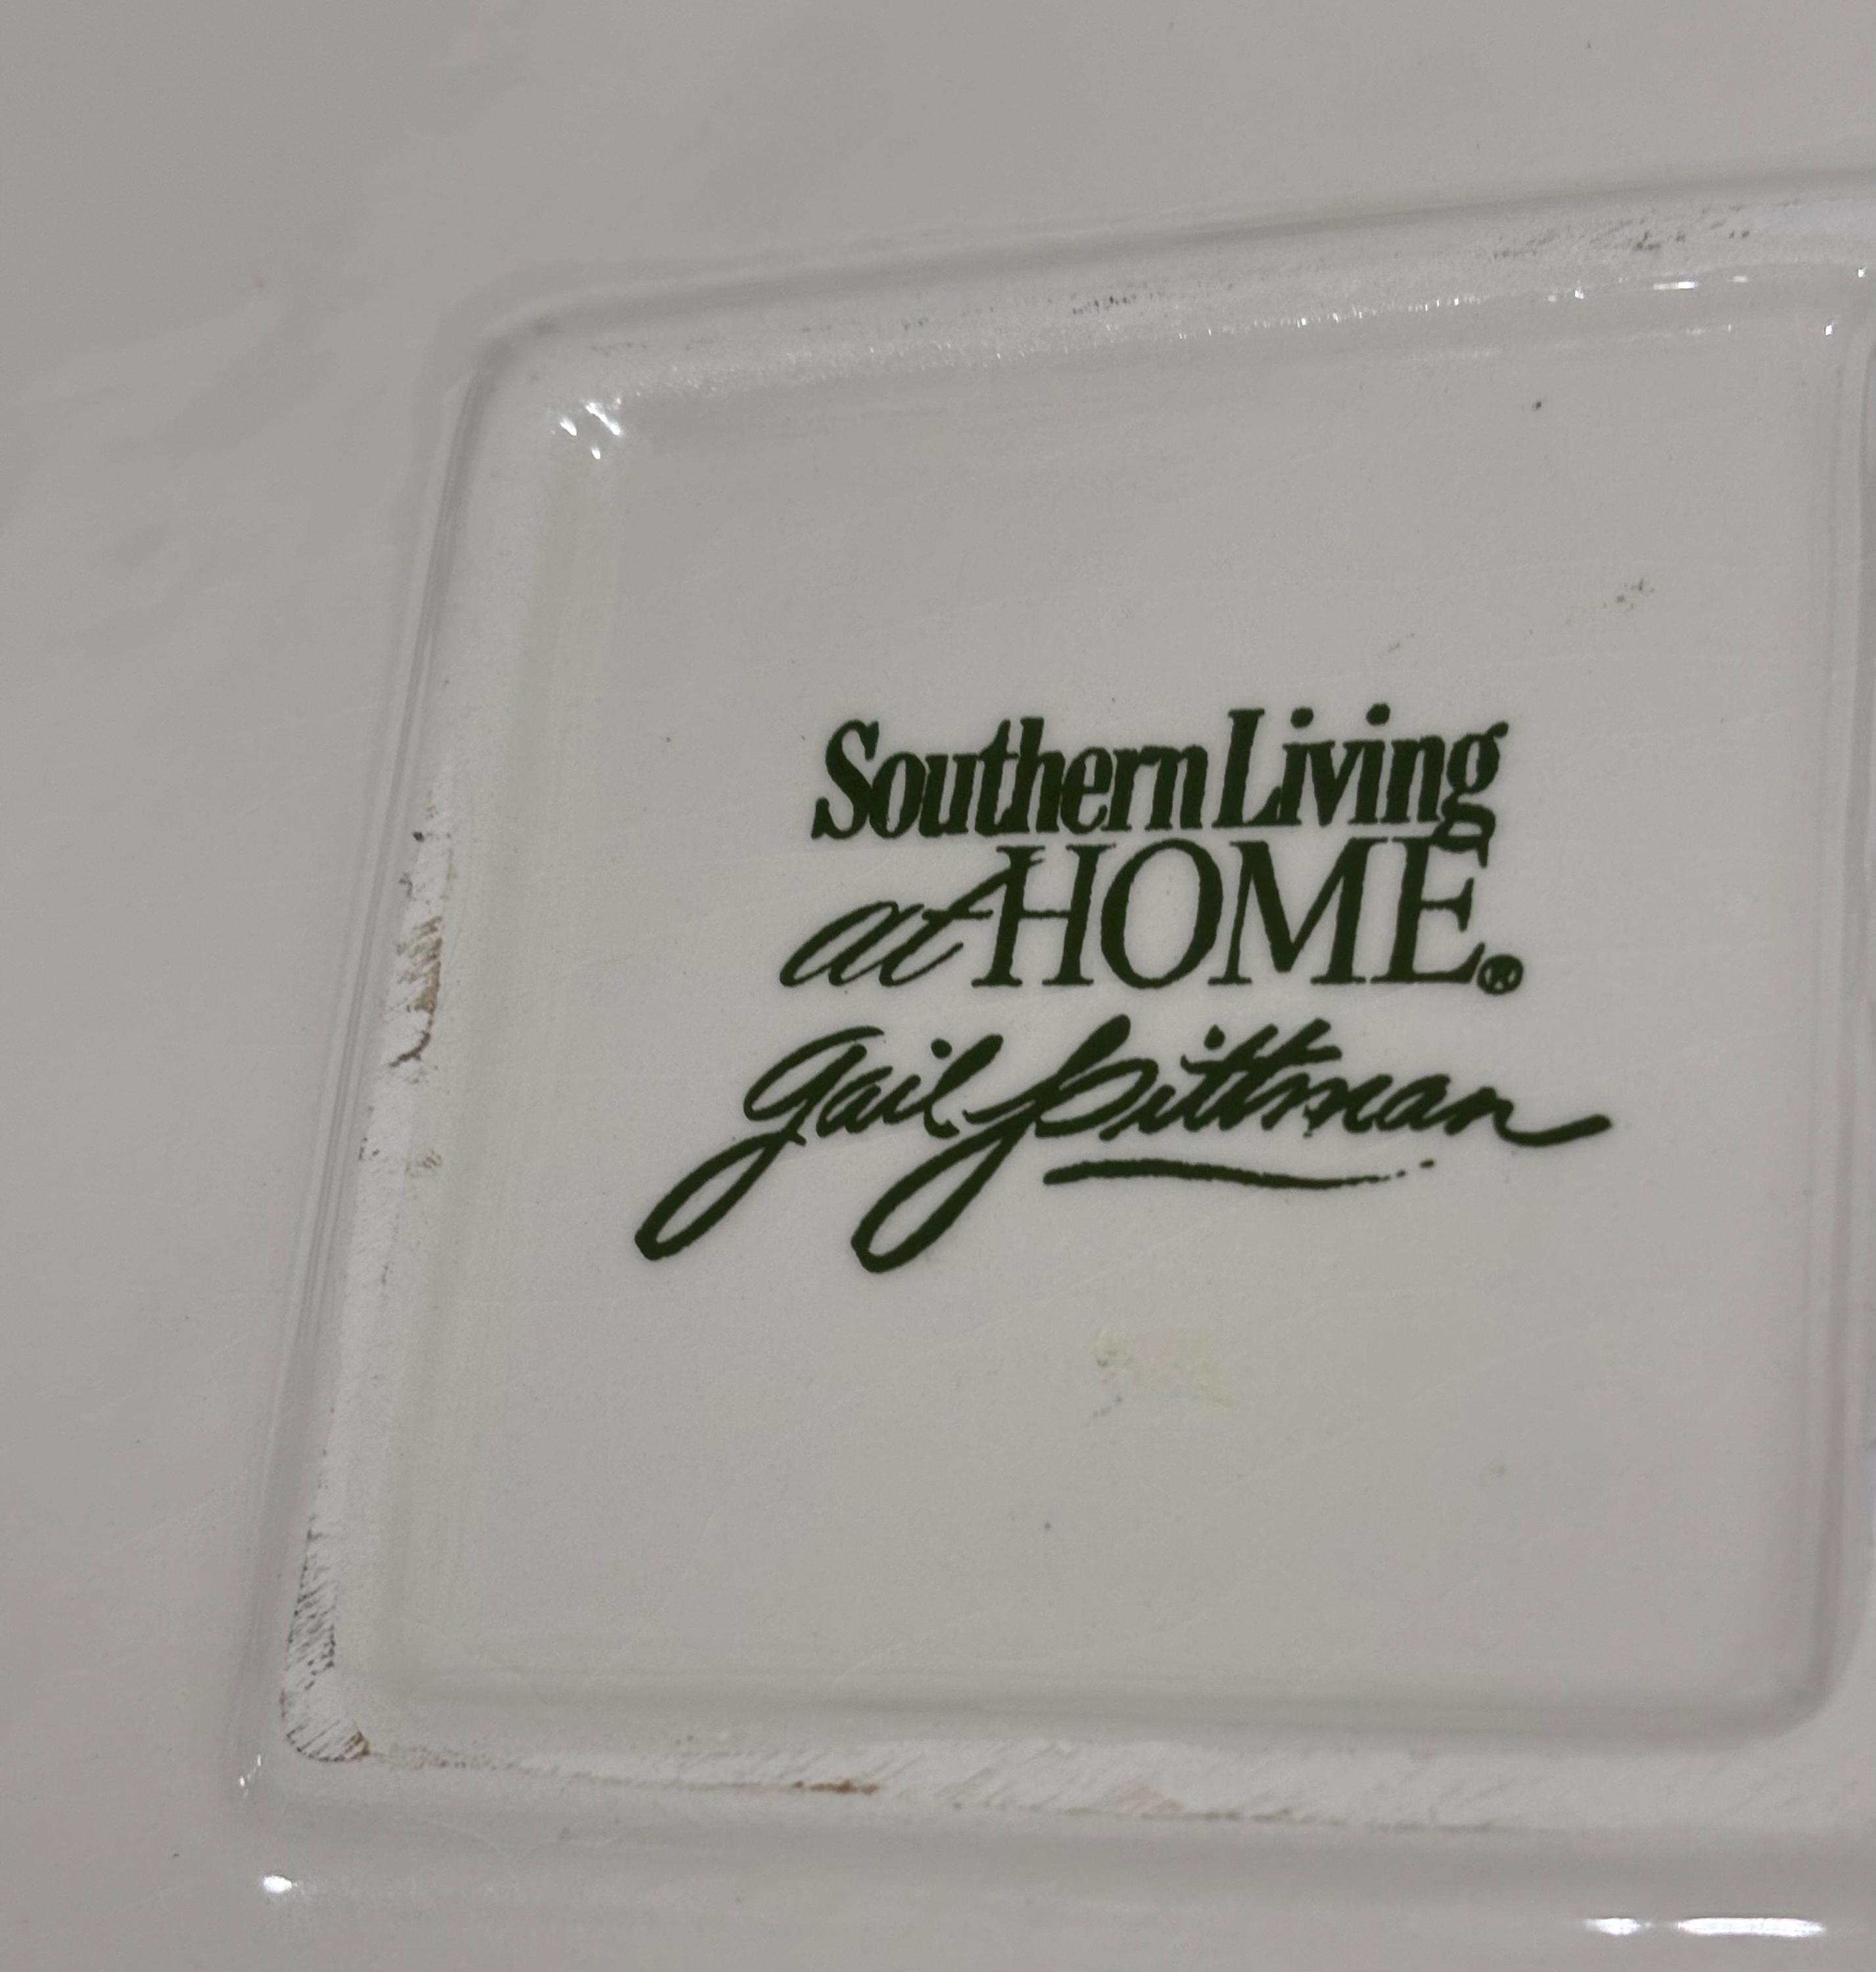 Southern Living
at HOME®
Gail Pittman